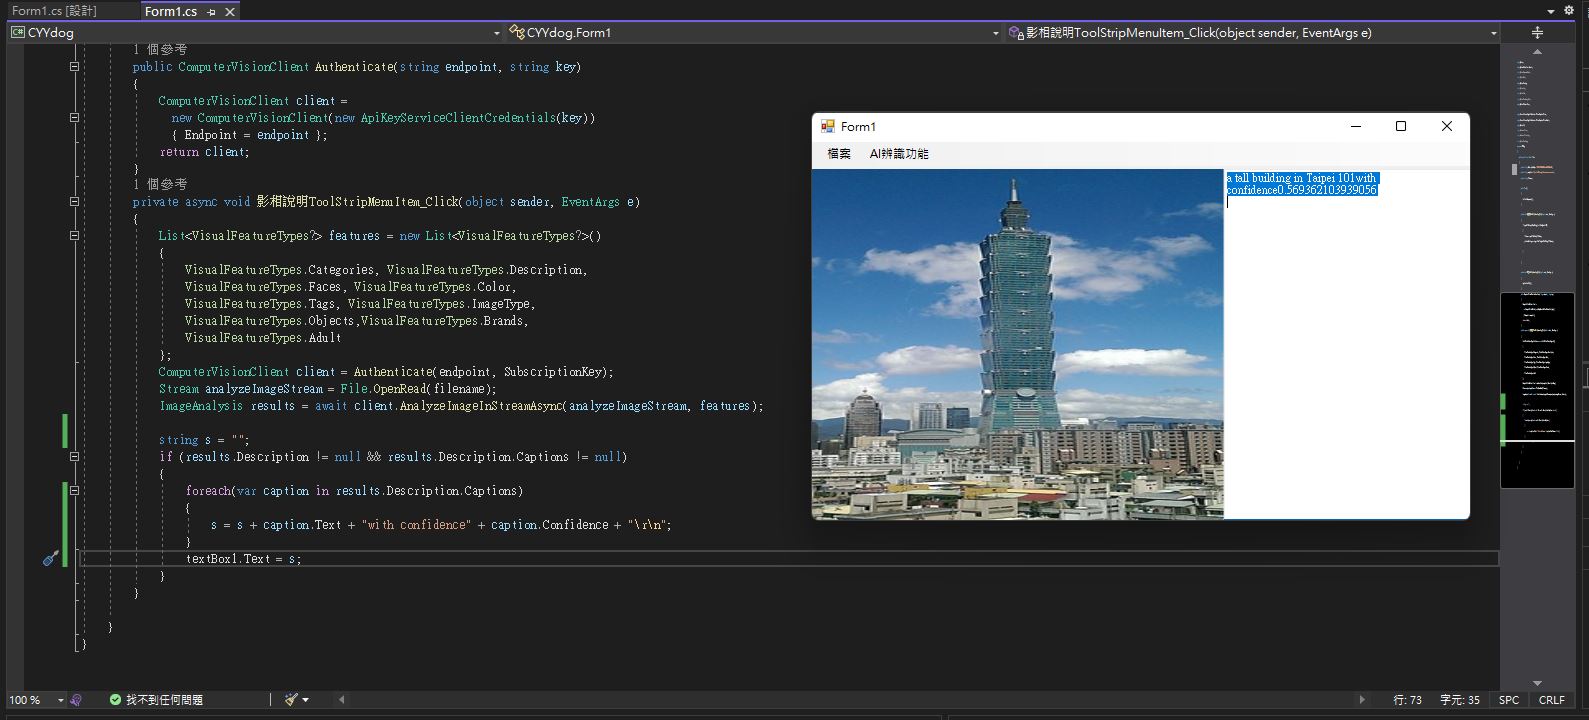 Form1.cs [設計]
Form1.cs
CYYdog
CYYdog.Form1
影相說明ToolStripMenuItem_Click(object sender, EventArgs e)
1 個參考
public ComputerVisionClient Authenticate(string endpoint, string key)
{
ComputerVisionClient client =
new ComputerVisionClient(new ApiKeyServiceClientCredentials(key))
{ Endpoint = endpoint };
return client;
}
1 個參考
private async void 影相說明ToolStripMenuItem_Click(object sender, EventArgs e)
{
List<VisualFeatureTypes?> features = new List<VisualFeatureTypes?>()
{
VisualFeatureTypes.Categories, VisualFeatureTypes.Description,
VisualFeatureTypes.Faces, VisualFeatureTypes.Color,
VisualFeatureTypes.Tags, VisualFeatureTypes.ImageType,
VisualFeatureTypes.Objects,VisualFeatureTypes.Brands,
VisualFeatureTypes.Adult
};
ComputerVisionClient client = Authenticate(endpoint, SubscriptionKey);
Stream analyzeImageStream = File.OpenRead(filename);
ImageAnalysis results = await client.AnalyzeImageInStreamAsync(analyzeImageStream, features);
string s = "";
if (results.Description != null && results.Description.Captions != null)
{
foreach(var caption in results.Description.Captions)
{
s = s + caption.Text + "with confidence" + caption.Confidence + "\r\n";
}
textBox1.Text = s;
}
}
}
}
Form1
檔案 AI辨識功能
a tall building in Taipei 101with
confidence0.569362103939056
100 %
找不到任何問題
行: 73
字元: 35
SPC
CRLF